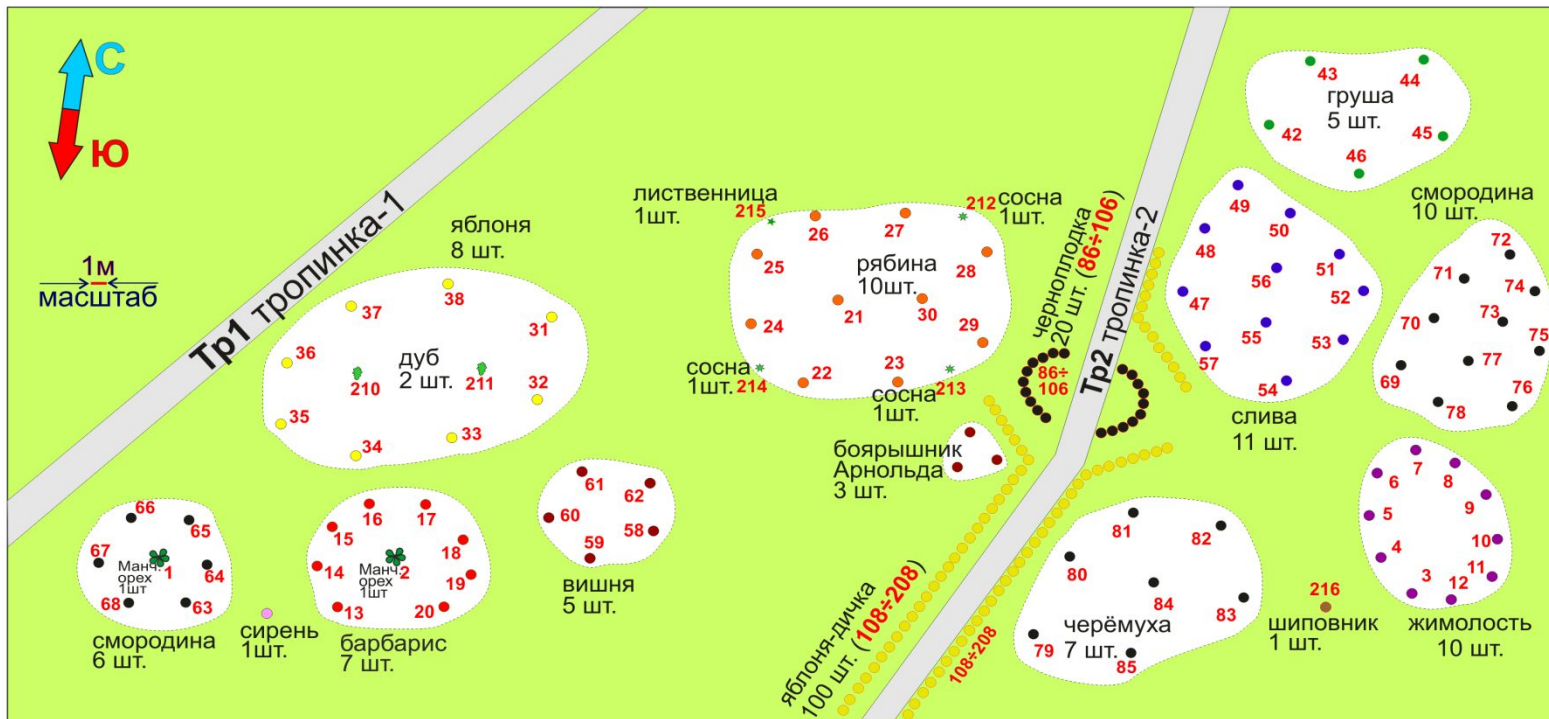 С
Ю
1м
масштаб
Тр1 тропинка-1
яблоня
8 шт.
37
38
31
36
дуб
2 шт.
210
211
32
35
34
33
66
65
67
Манч.
орех
1шт
1
64
68
63
смородина
6 шт.
сирень
1шт.
16
17
15
18
14
Манч.
орех
1шт
2
19
13
20
барбарис
7 шт.
61
62
60
59
58
вишня
5 шт.
лиственница
1шт.
215
26
27
212
сосна
1шт.
25
рябина
10шт.
28
24
21
30
29
сосна
1шт.
214
22
23
сосна
1шт.
213
черноплодка
20 шт. (86÷106)
86÷
106
Тр2 тропинка-2
боярышник
Арнольда
3 шт.
яблоня-дичка
100 шт. (108÷208)
108÷208
43
44
груша
5 шт.
42
45
46
49
50
48
51
56
47
52
55
53
57
54
слива
11 шт.
смородина
10 шт.
72
71
74
70
73
75
69
77
76
78
7
8
6
9
5
10
4
11
3
12
жимолость
10 шт.
81
82
80
84
83
черёмуха
7 шт.
79
85
216
шиповник
1 шт.